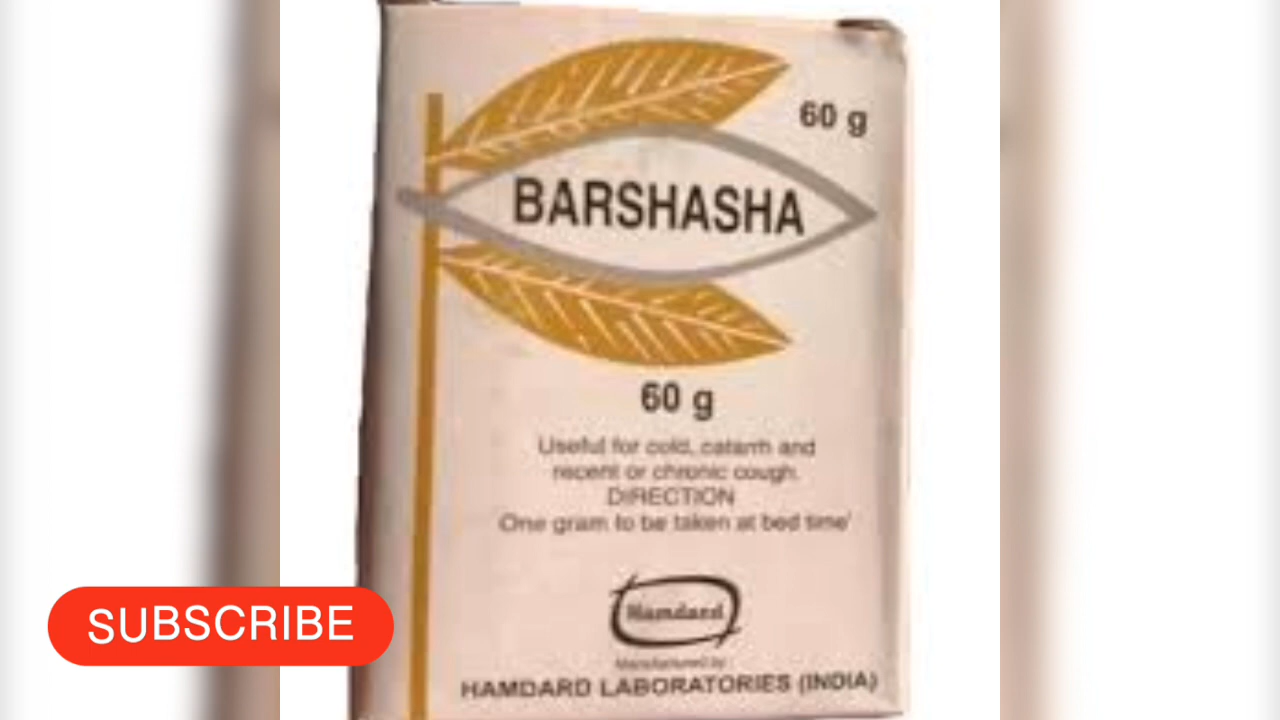 60 g
BARSHASHA
60 g
Useful for cold, catarrh and
recent or chronic cough.
DIRECTION
One gram to be taken at bed time'
Hamdard
Manufactured by :
HAMDARD LABORATORIES (INDIA)
SUBSCRIBE